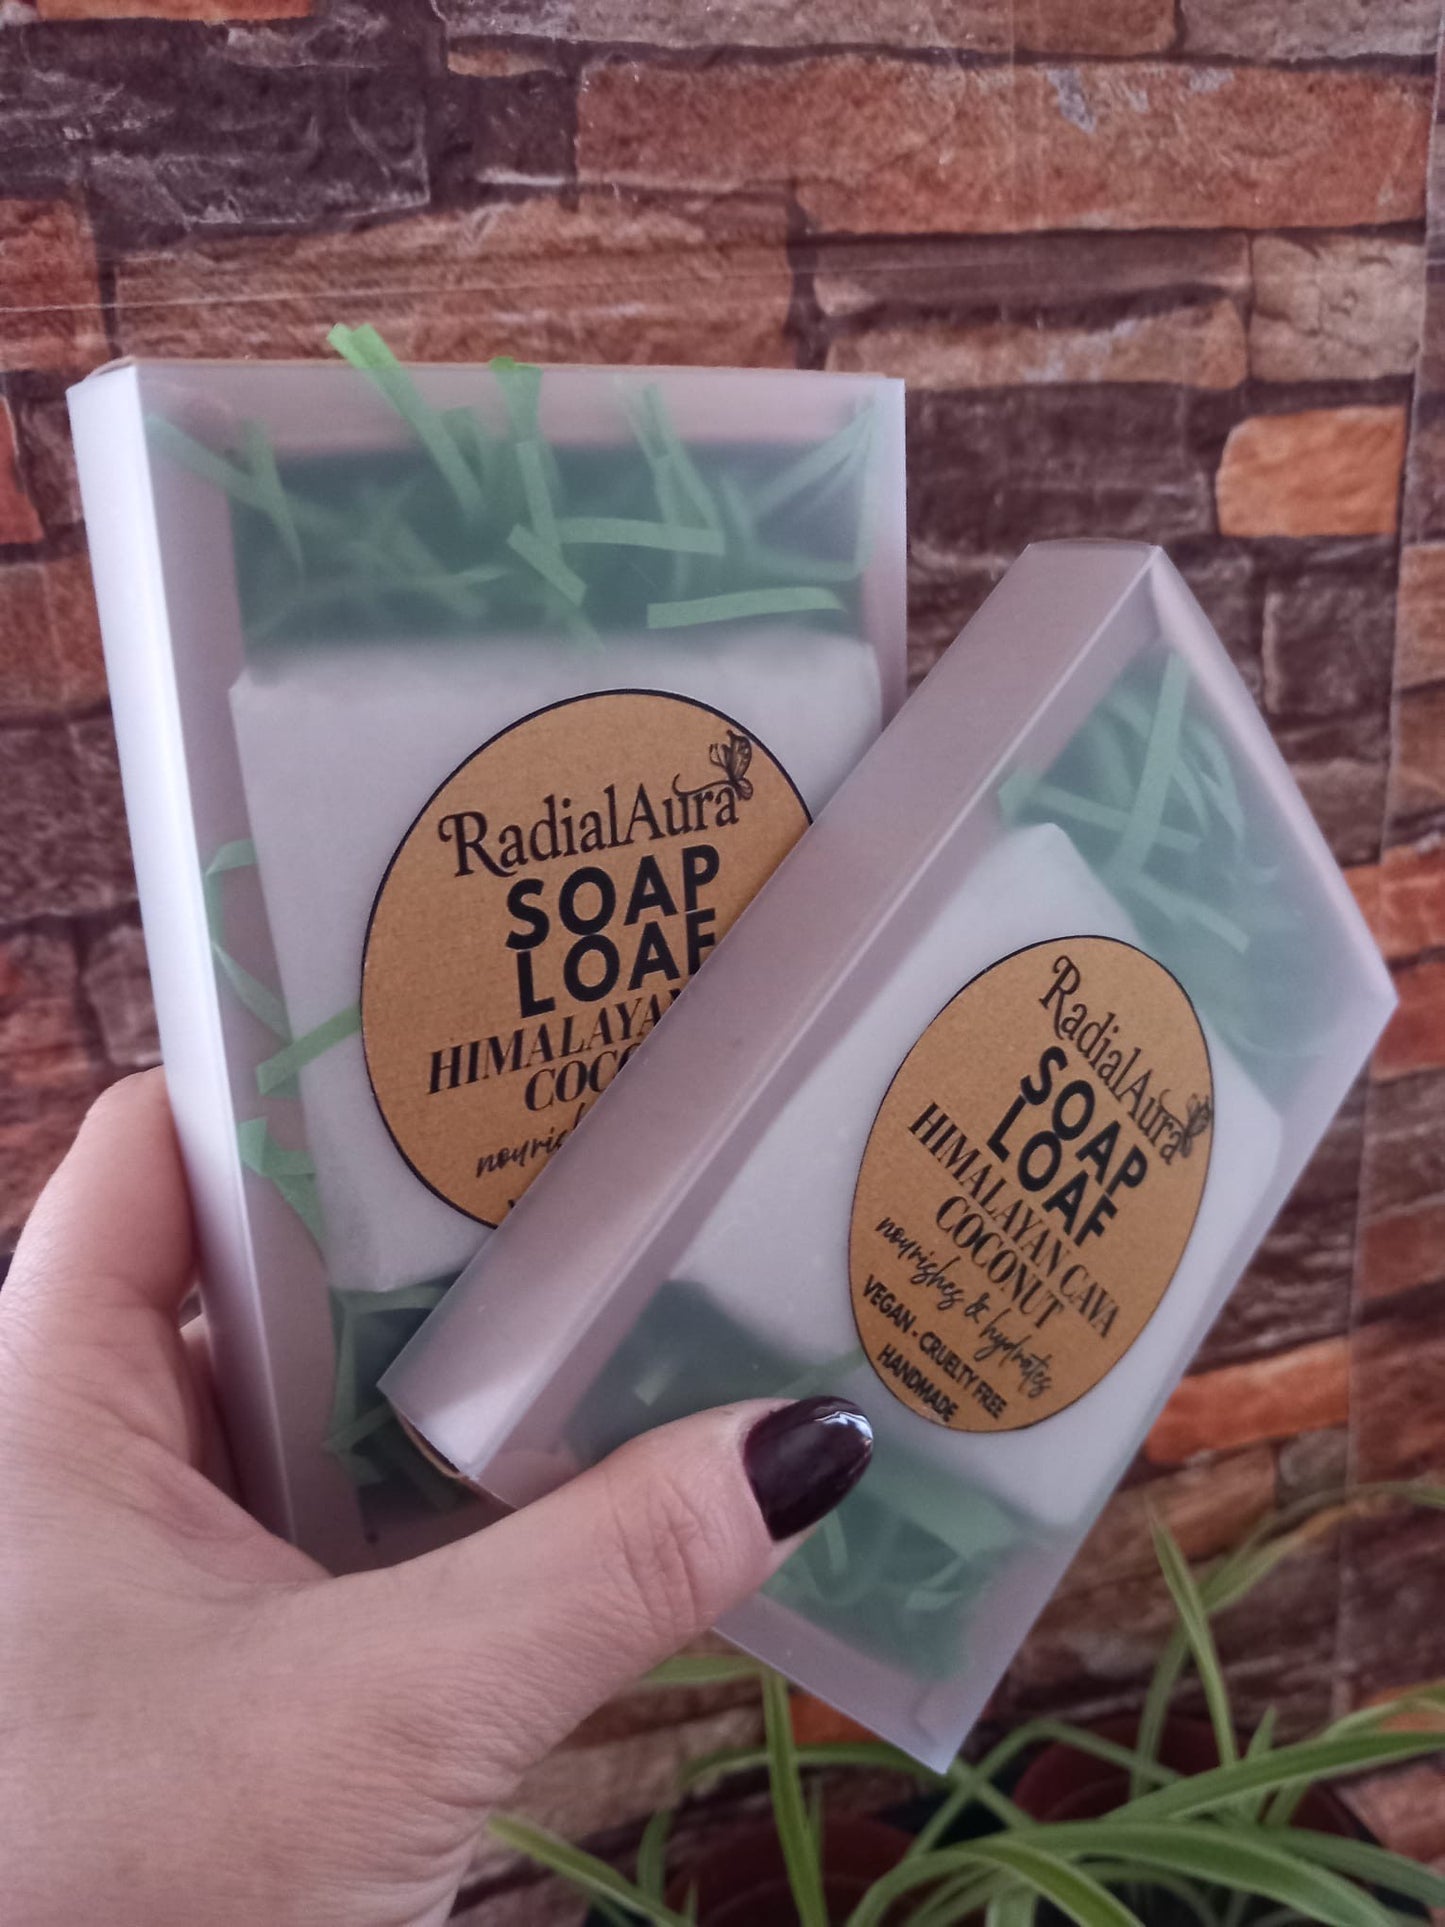 RadialAura
SOAP
LOAF
HIMALAYAN
RadialAura
SOAP
LOAF
HIMALAYAN CAVA
COCONUT
nourishes & hydrates
VEGAN - CRUELTY FREE
HANDMADE